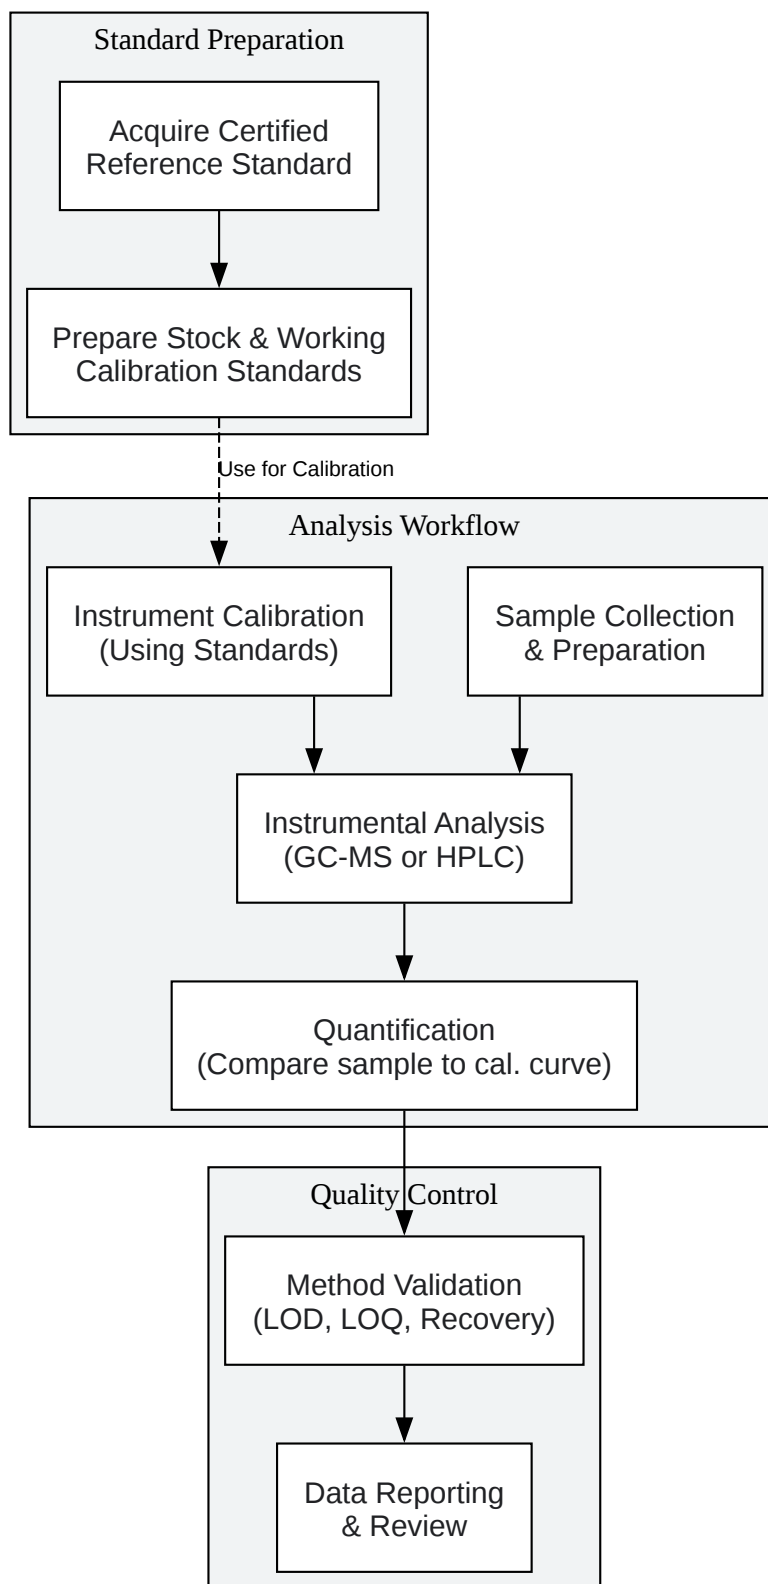 Standard Preparation
Acquire Certified
Reference Standard
Prepare Stock & Working
Calibration Standards
Use for Calibration
Analysis Workflow
Instrument Calibration
(Using Standards)
Sample Collection
& Preparation
Instrumental Analysis
(GC-MS or HPLC)
Quantification
(Compare sample to cal. curve)
Quality Control
Method Validation
(LOD, LOQ, Recovery)
Data Reporting
& Review